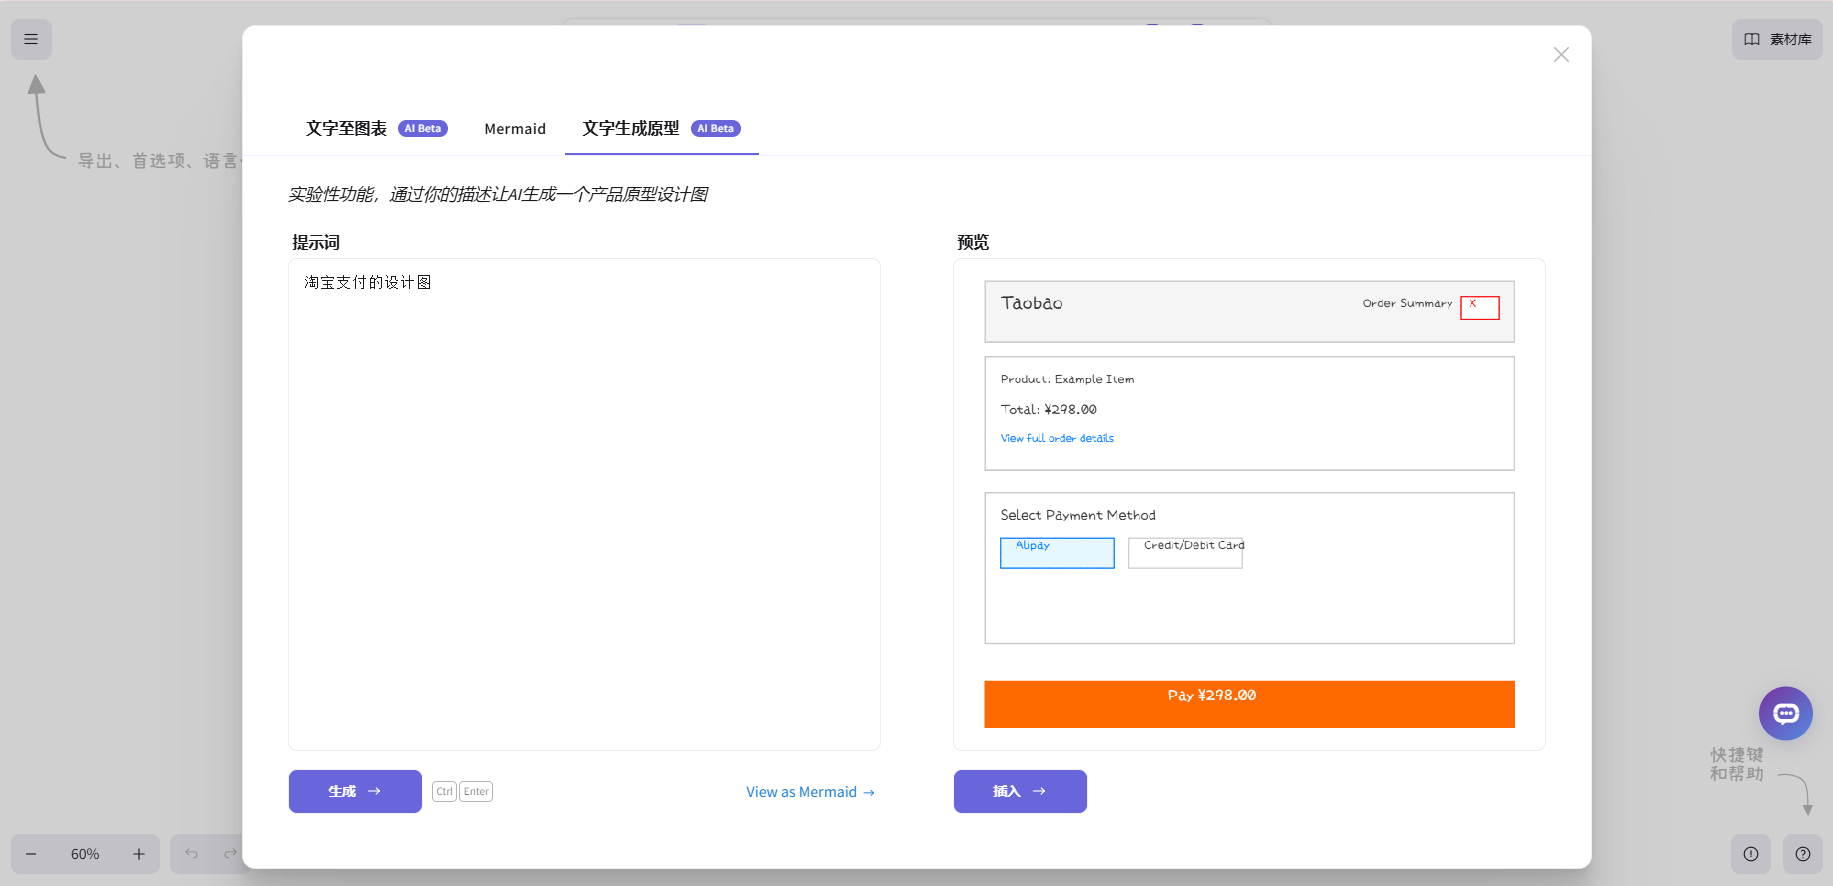 素材库
导出、首选项、语言
文字至图表 AI Beta Mermaid 文字生成原型 AI Beta
实验性功能，通过你的描述让AI生成一个产品原型设计图
提示词
淘宝支付的设计图
预览
Taobao Order Summary X
Product: Example Item
Total: ¥298.00
View full order details
Select Payment Method
Alipay Credit/Debit Card
Pay ¥298.00
生成 → Ctrl Enter View as Mermaid → 插入 →
快捷键
和帮助
60%